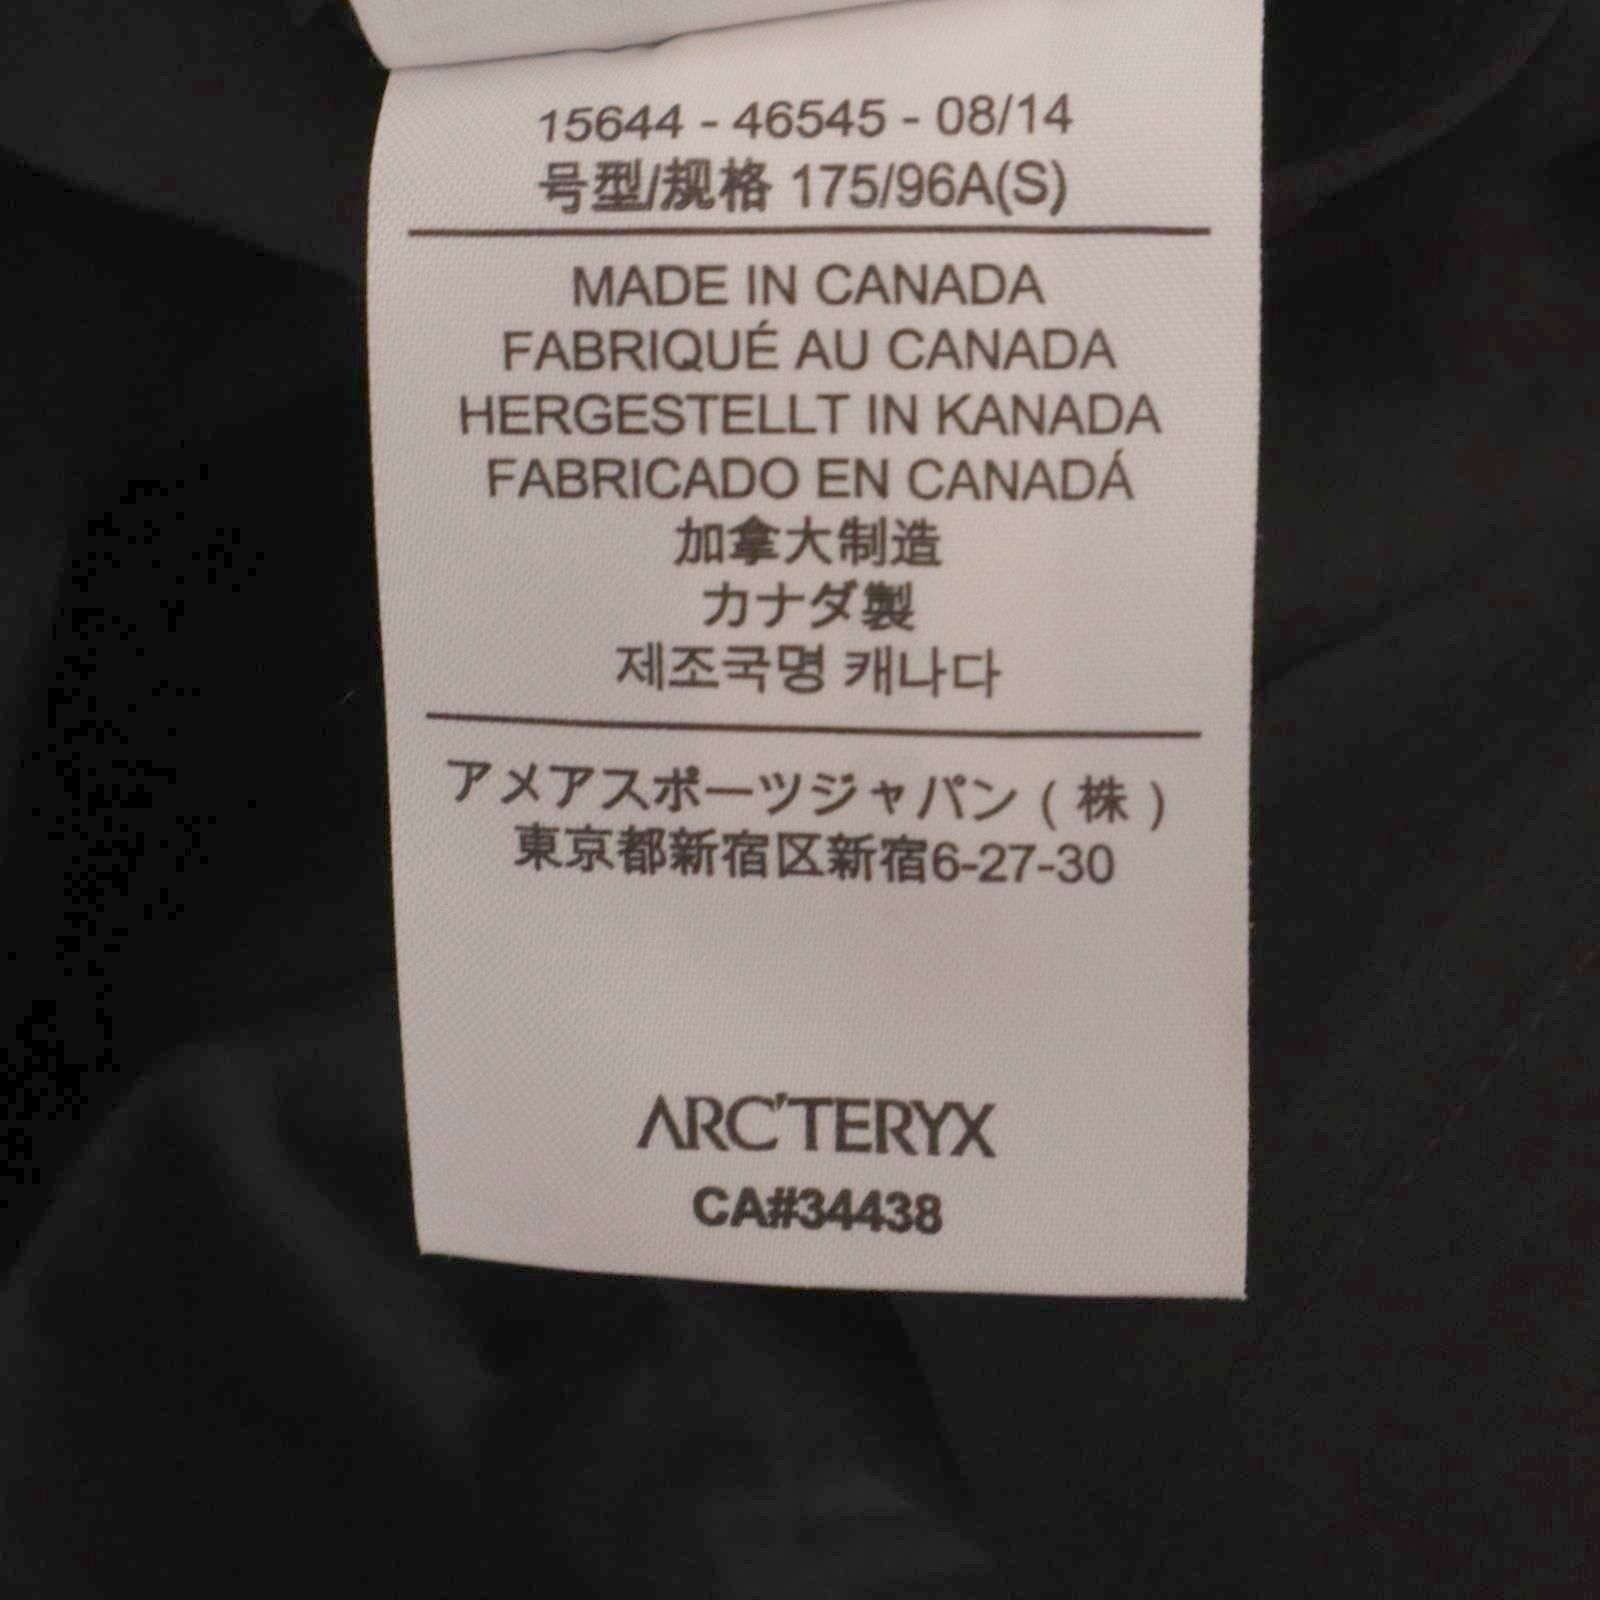 15644 - 46545 - 08/14
号型/规格 175/96A(S)
MADE IN CANADA
FABRIQUÉ AU CANADA
HERGESTELLT IN KANADA
FABRICADO EN CANADÁ
加拿大制造
カナダ製
제조국명 캐나다
アメアスポーツジャパン（株）
東京都新宿区新宿6-27-30
ARC'TERYX
CA#34438